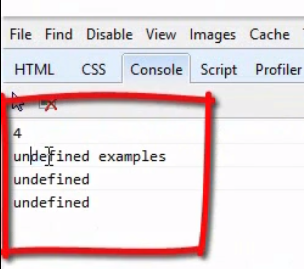 File Find Disable View Images Cache
HTML CSS Console Script Profiler
4
undefined examples
undefined
undefined